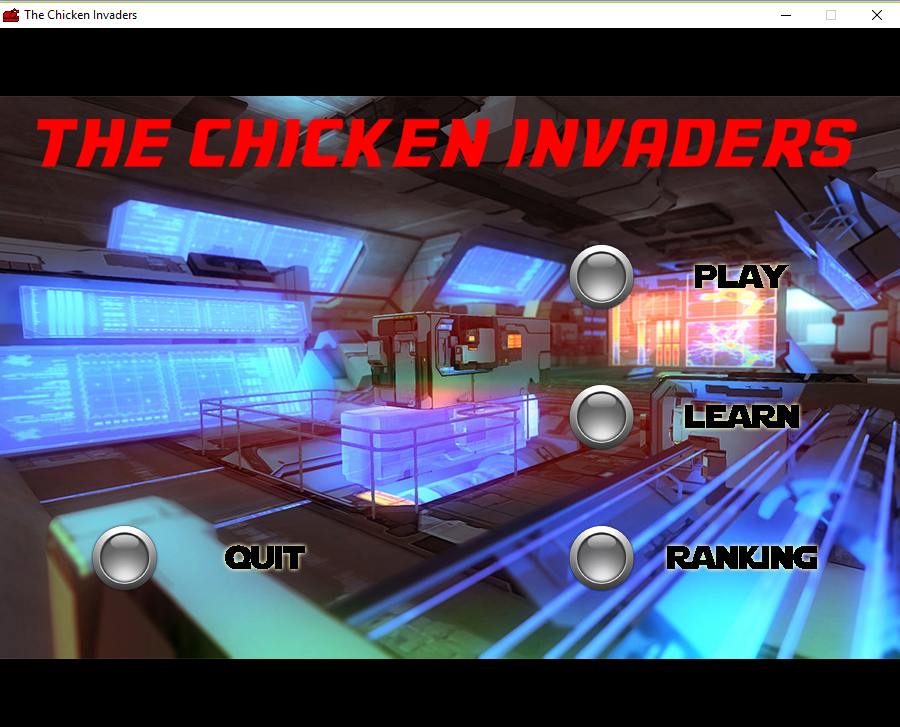 The Chicken Invaders
THE CHICKEN INVADERS
PLAY
LEARN
QUIT
RANKING